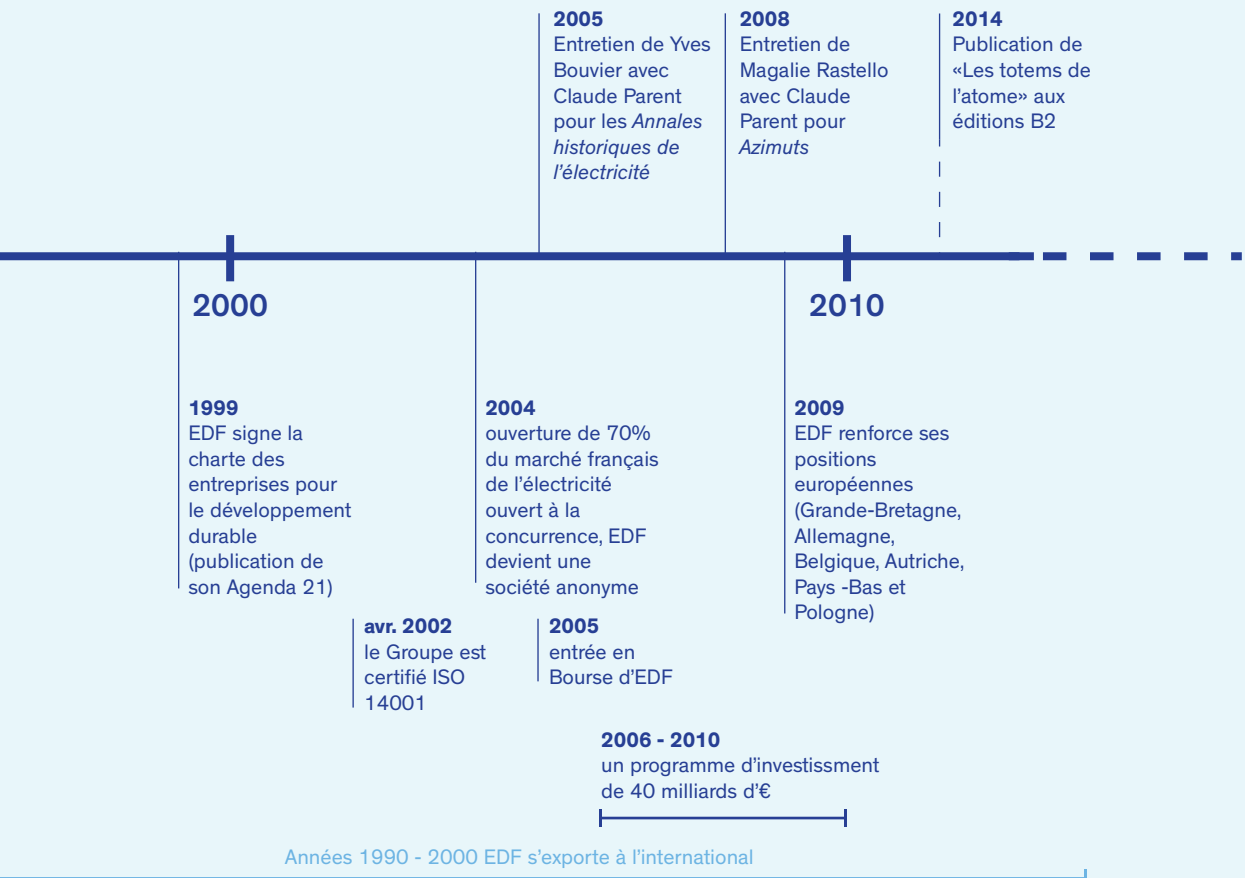 2005
Entretien de Yves
Bouvier avec
Claude Parent
pour les Annales
historiques de
l’électricité
2008
Entretien de
Magalie Rastello
avec Claude
Parent pour
Azimuts
2014
Publication de
«Les totems de
l’atome» aux
éditions B2
2000
2010
1999
EDF signe la
charte des
entreprises pour
le développement
durable
(publication de
son Agenda 21)
2004
ouverture de 70%
du marché français
de l’électricité
ouvert à la
concurrence, EDF
devient une
société anonyme
2009
EDF renforce ses
positions
européennes
(Grande-Bretagne,
Allemagne,
Belgique, Autriche,
Pays -Bas et
Pologne)
avr. 2002
le Groupe est
certifié ISO
14001
2005
entrée en
Bourse d’EDF
2006 - 2010
un programme d’investissment
de 40 milliards d’€
Années 1990 - 2000 EDF s’exporte à l’international